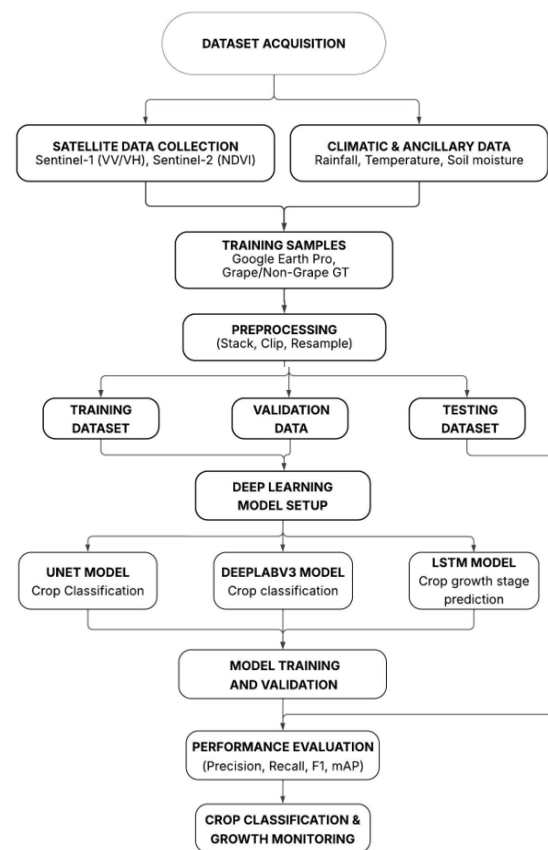 DATASET ACQUISITION
SATELLITE DATA COLLECTION
Sentinel-1 (VV/VH), Sentinel-2 (NDVI)
CLIMATIC & ANCILLARY DATA
Rainfall, Temperature, Soil moisture
TRAINING SAMPLES
Google Earth Pro,
Grape/Non-Grape GT
PREPROCESSING
(Stack, Clip, Resample)
TRAINING
DATASET
VALIDATION
DATA
TESTING
DATASET
DEEP LEARNING
MODEL SETUP
UNET MODEL
Crop Classification
DEEPLABV3 MODEL
Crop classification
LSTM MODEL
Crop growth stage
prediction
MODEL TRAINING
AND VALIDATION
PERFORMANCE EVALUATION
(Precision, Recall, F1, mAP)
CROP CLASSIFICATION &
GROWTH MONITORING